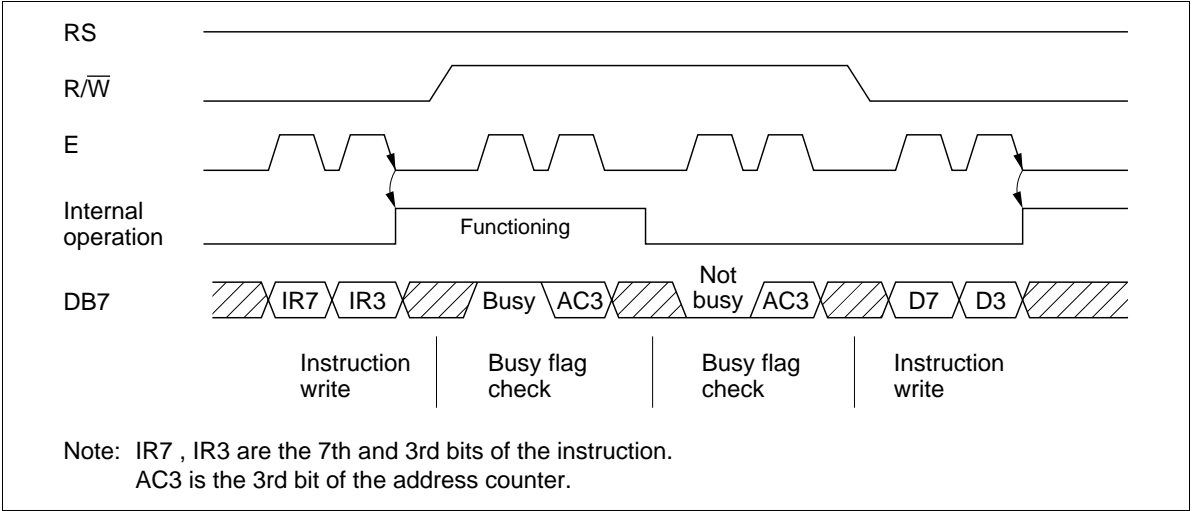 RS
R/W̅
E
Internal
operation
Functioning
DB7
IR7
IR3
Busy
AC3
Not
busy
AC3
D7
D3
Instruction
write
Busy flag
check
Busy flag
check
Instruction
write
Note: IR7 , IR3 are the 7th and 3rd bits of the instruction.
AC3 is the 3rd bit of the address counter.